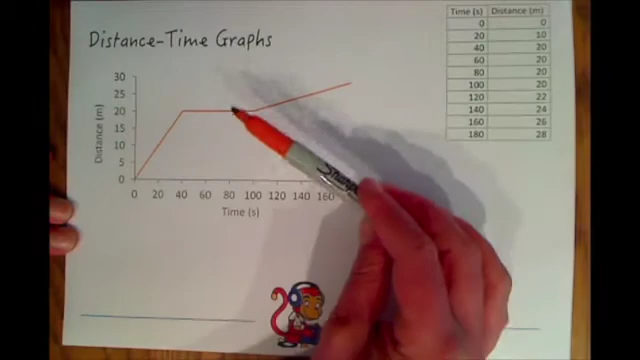 Distance-Time Graphs
Time (s) Distance (m)
0 0
20 10
40 20
60 20
80 20
100 20
120 22
140 24
160 26
180 28
30
25
20
15
10
5
0
Distance (m)
0 20 40 60 80 100 120 140 160
Time (s)
Sharpie